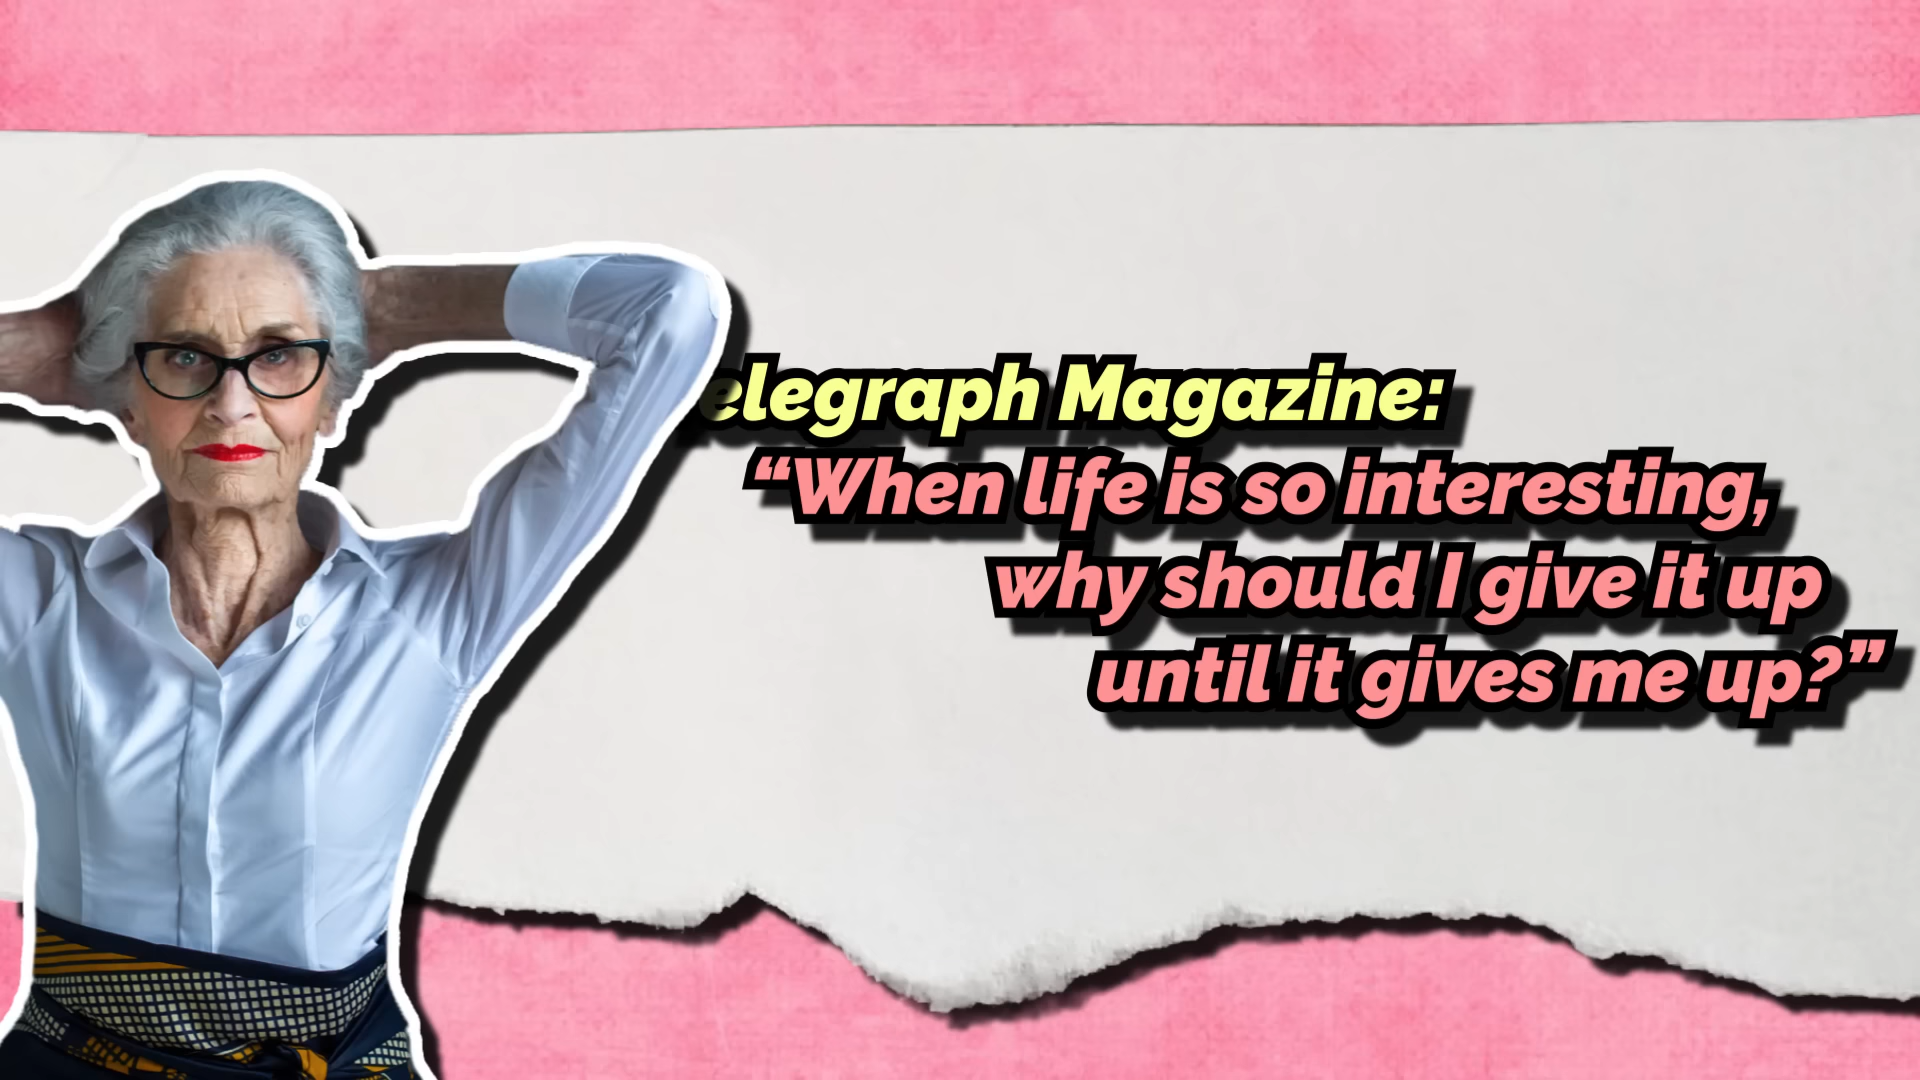 elegraph Magazine:
“When life is so interesting,
why should I give it up
until it gives me up?”